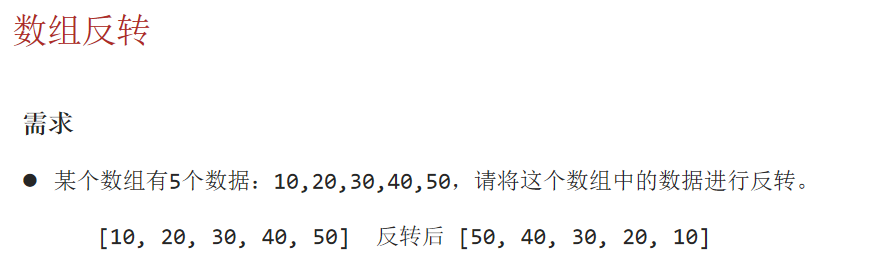 数组反转
需求
● 某个数组有5个数据：10,20,30,40,50，请将这个数组中的数据进行反转。
[10, 20, 30, 40, 50] 反转后 [50, 40, 30, 20, 10]